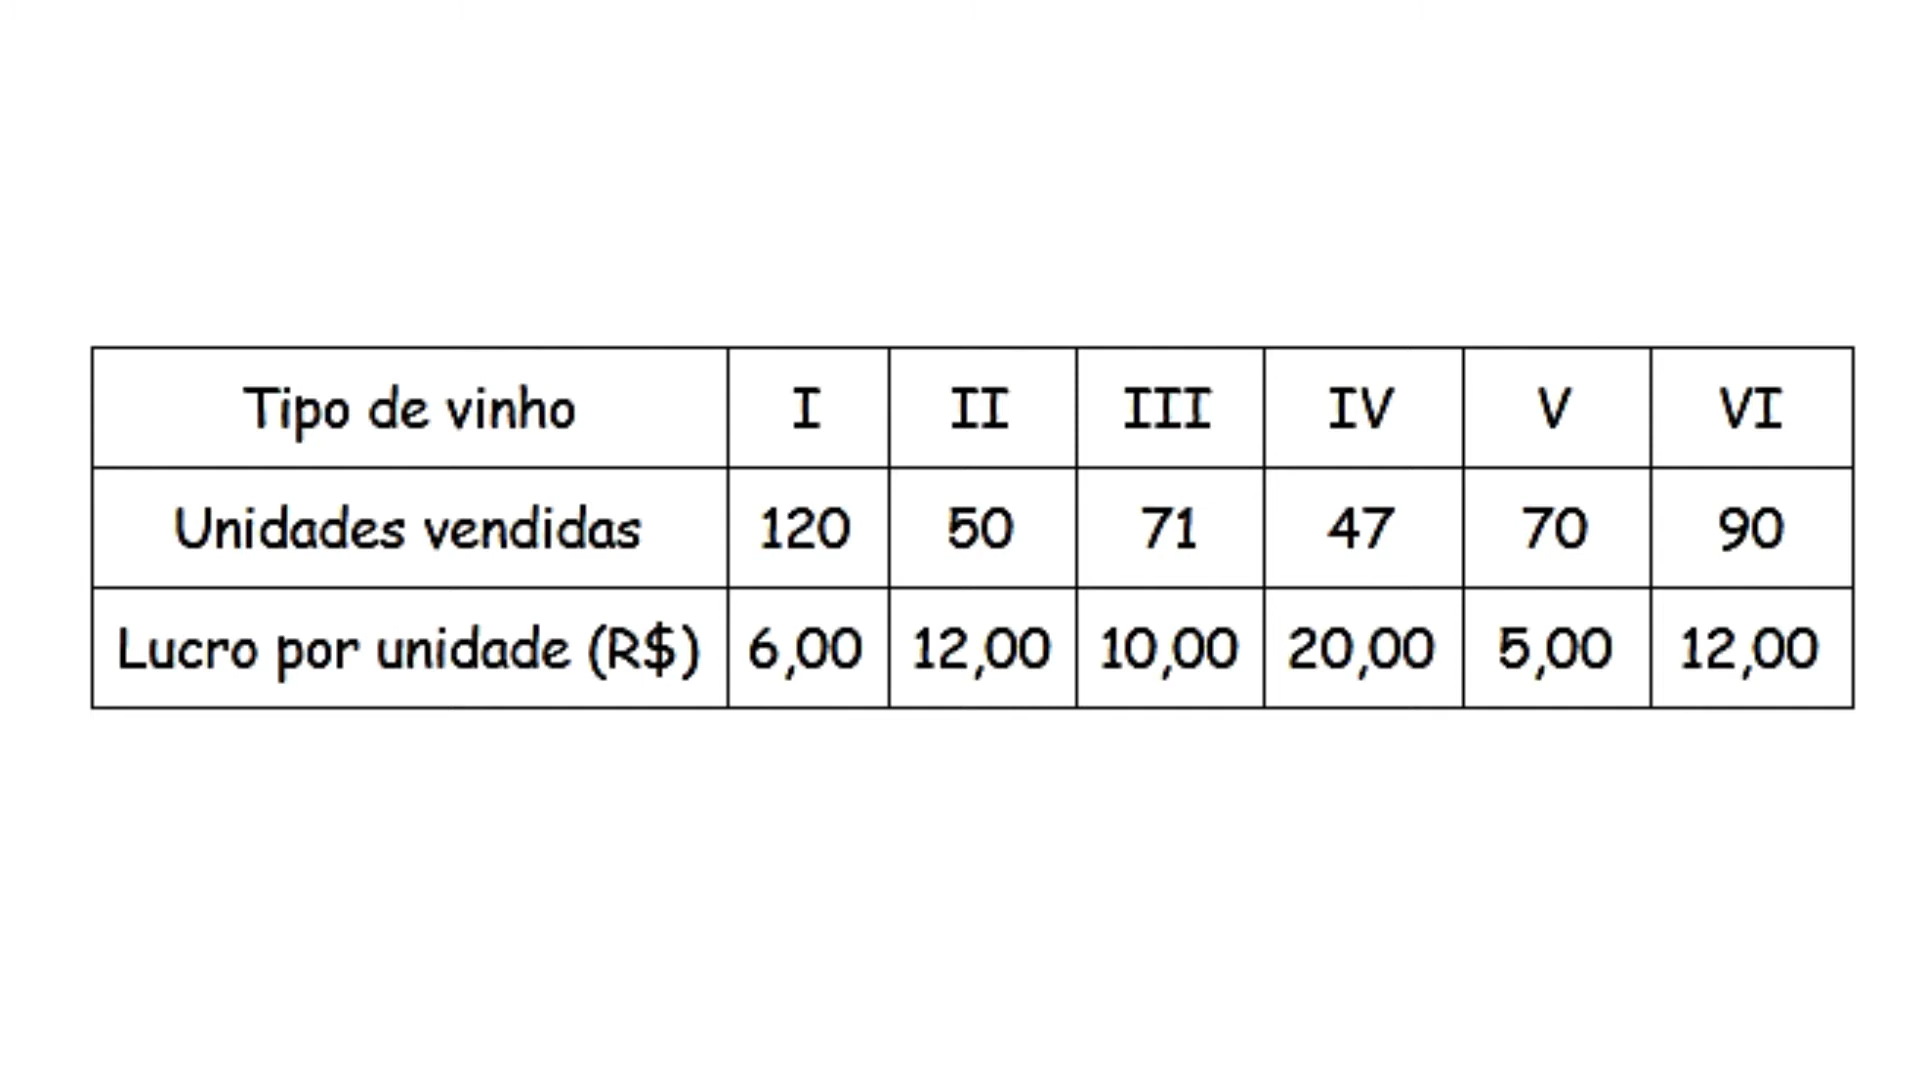 Tipo de vinho I II III IV V VI
Unidades vendidas 120 50 71 47 70 90
Lucro por unidade (R$) 6,00 12,00 10,00 20,00 5,00 12,00